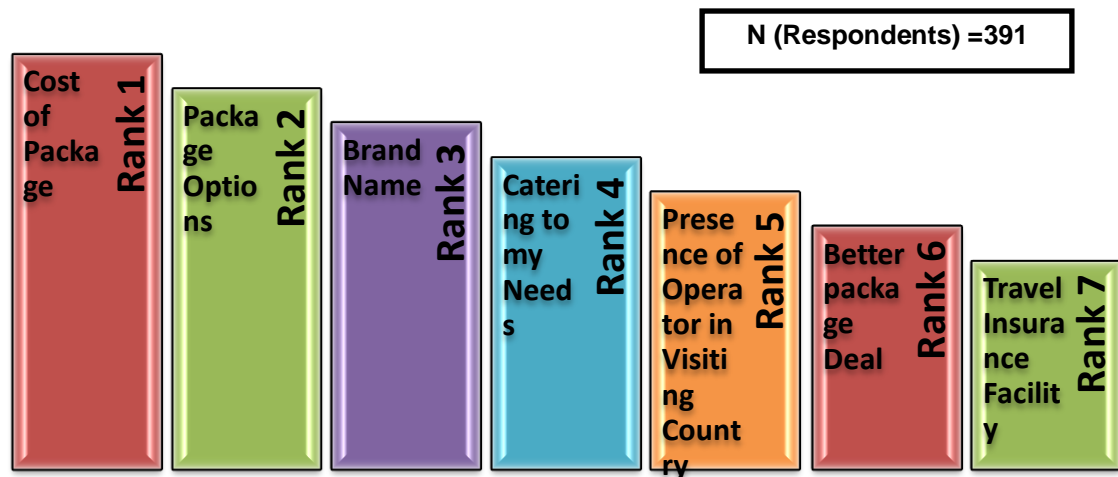 N (Respondents) =391
Cost
of
Packa
ge
Rank 1
Packa
ge
Optio
ns
Rank 2
Brand
Name
Rank 3
Cateri
ng to
my
Need
s
Rank 4
Prese
nce of
Opera
tor in
Visiti
ng
Count
ry
Rank 5
Better
packa
ge
Deal
Rank 6
Travel
Insura
nce
Facilit
y
Rank 7